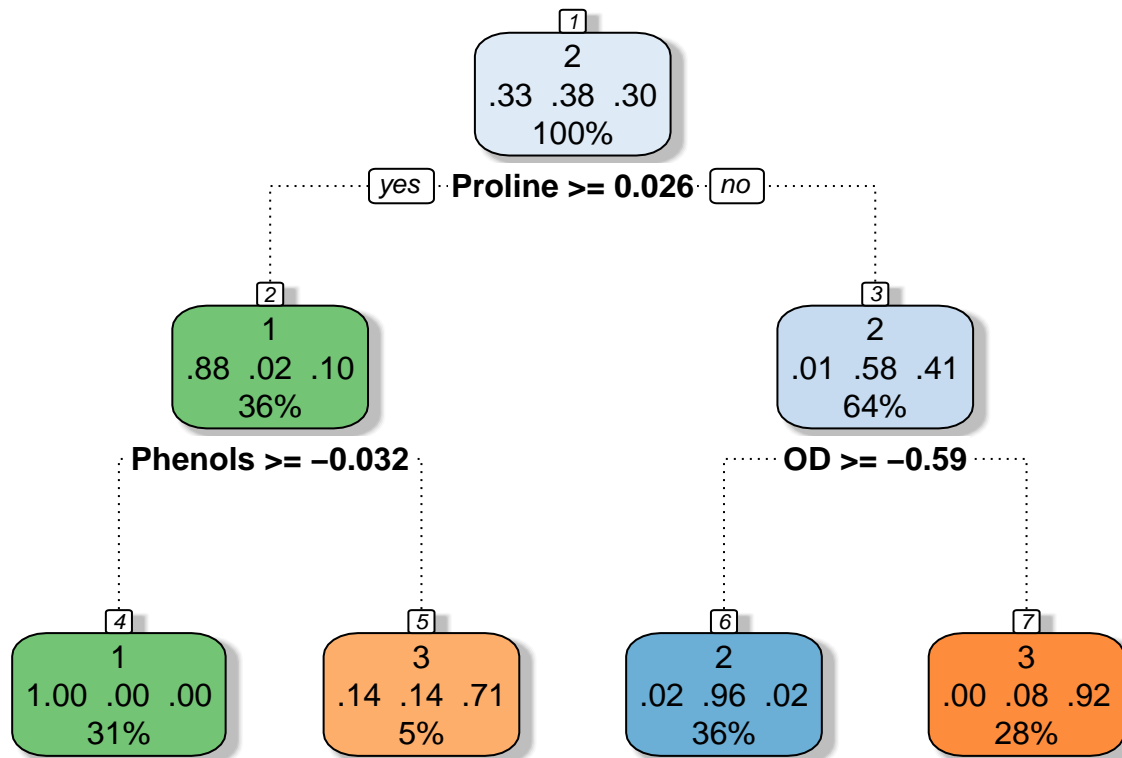 1
2
.33 .38 .30
100%
yes Proline >= 0.026 no
2
1
.88 .02 .10
36%
3
2
.01 .58 .41
64%
Phenols >= −0.032
OD >= −0.59
4
1
1.00 .00 .00
31%
5
3
.14 .14 .71
5%
6
2
.02 .96 .02
36%
7
3
.00 .08 .92
28%